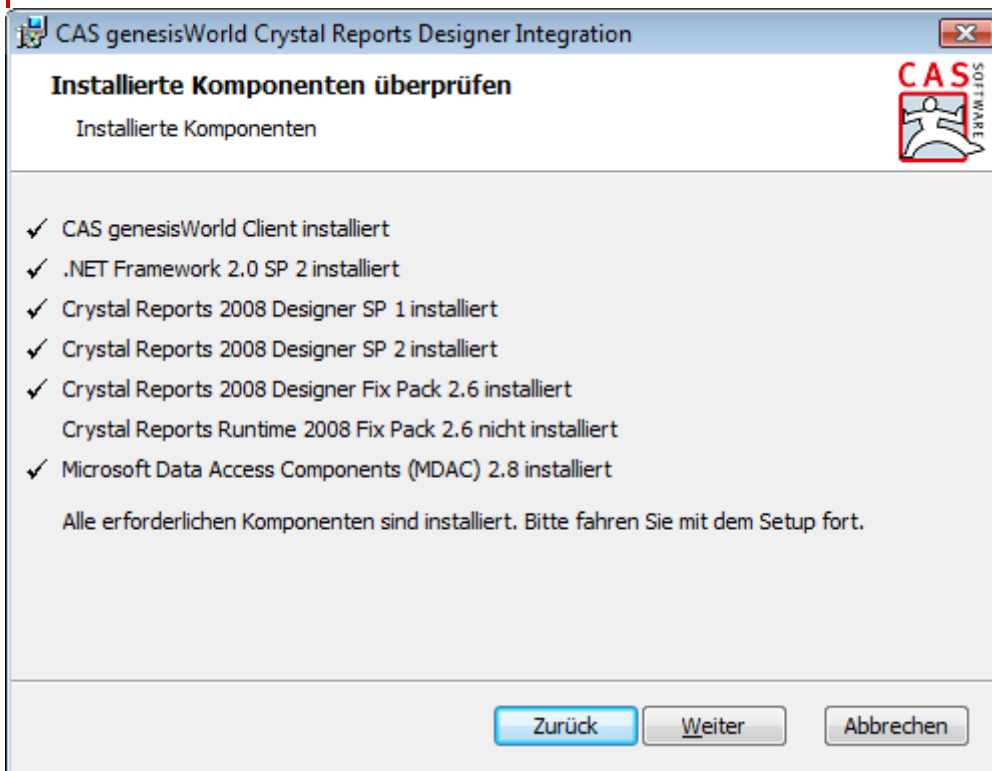 CAS genesisWorld Crystal Reports Designer Integration
Installierte Komponenten überprüfen
Installierte Komponenten
CAS
SOFTWARE
✓ CAS genesisWorld Client installiert
✓ .NET Framework 2.0 SP 2 installiert
✓ Crystal Reports 2008 Designer SP 1 installiert
✓ Crystal Reports 2008 Designer SP 2 installiert
✓ Crystal Reports 2008 Designer Fix Pack 2.6 installiert
Crystal Reports Runtime 2008 Fix Pack 2.6 nicht installiert
✓ Microsoft Data Access Components (MDAC) 2.8 installiert
Alle erforderlichen Komponenten sind installiert. Bitte fahren Sie mit dem Setup fort.
Zurück Weiter Abbrechen